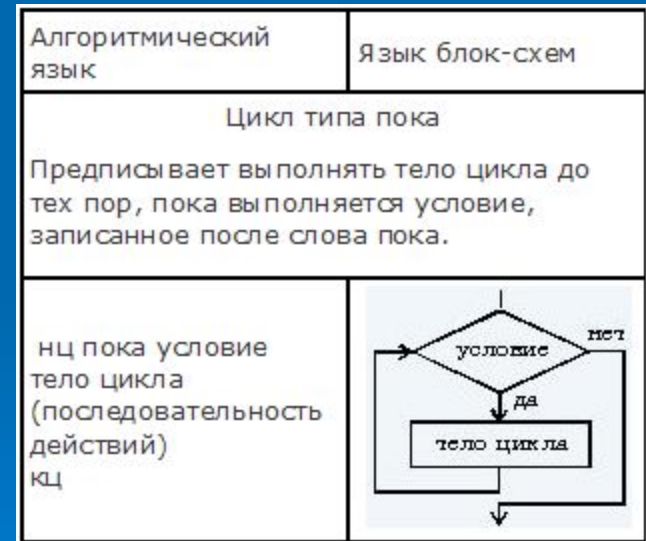 Алгоритмический
язык
Язык блок-схем
Цикл типа пока
Предписывает выполнять тело цикла до
тех пор, пока выполняется условие,
записанное после слова пока.
нц пока условие
тело цикла
(последовательность
действий)
кц
условие
нет
да
тело цикла